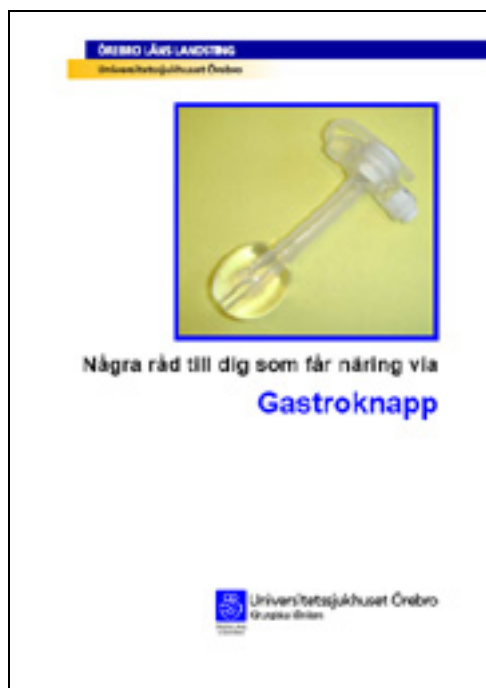 ÖREBRO LÄNS LANDSTING
Universitetssjukhuset Örebro
Några råd till dig som får näring via
Gastroknapp
Universitetssjukhuset Örebro